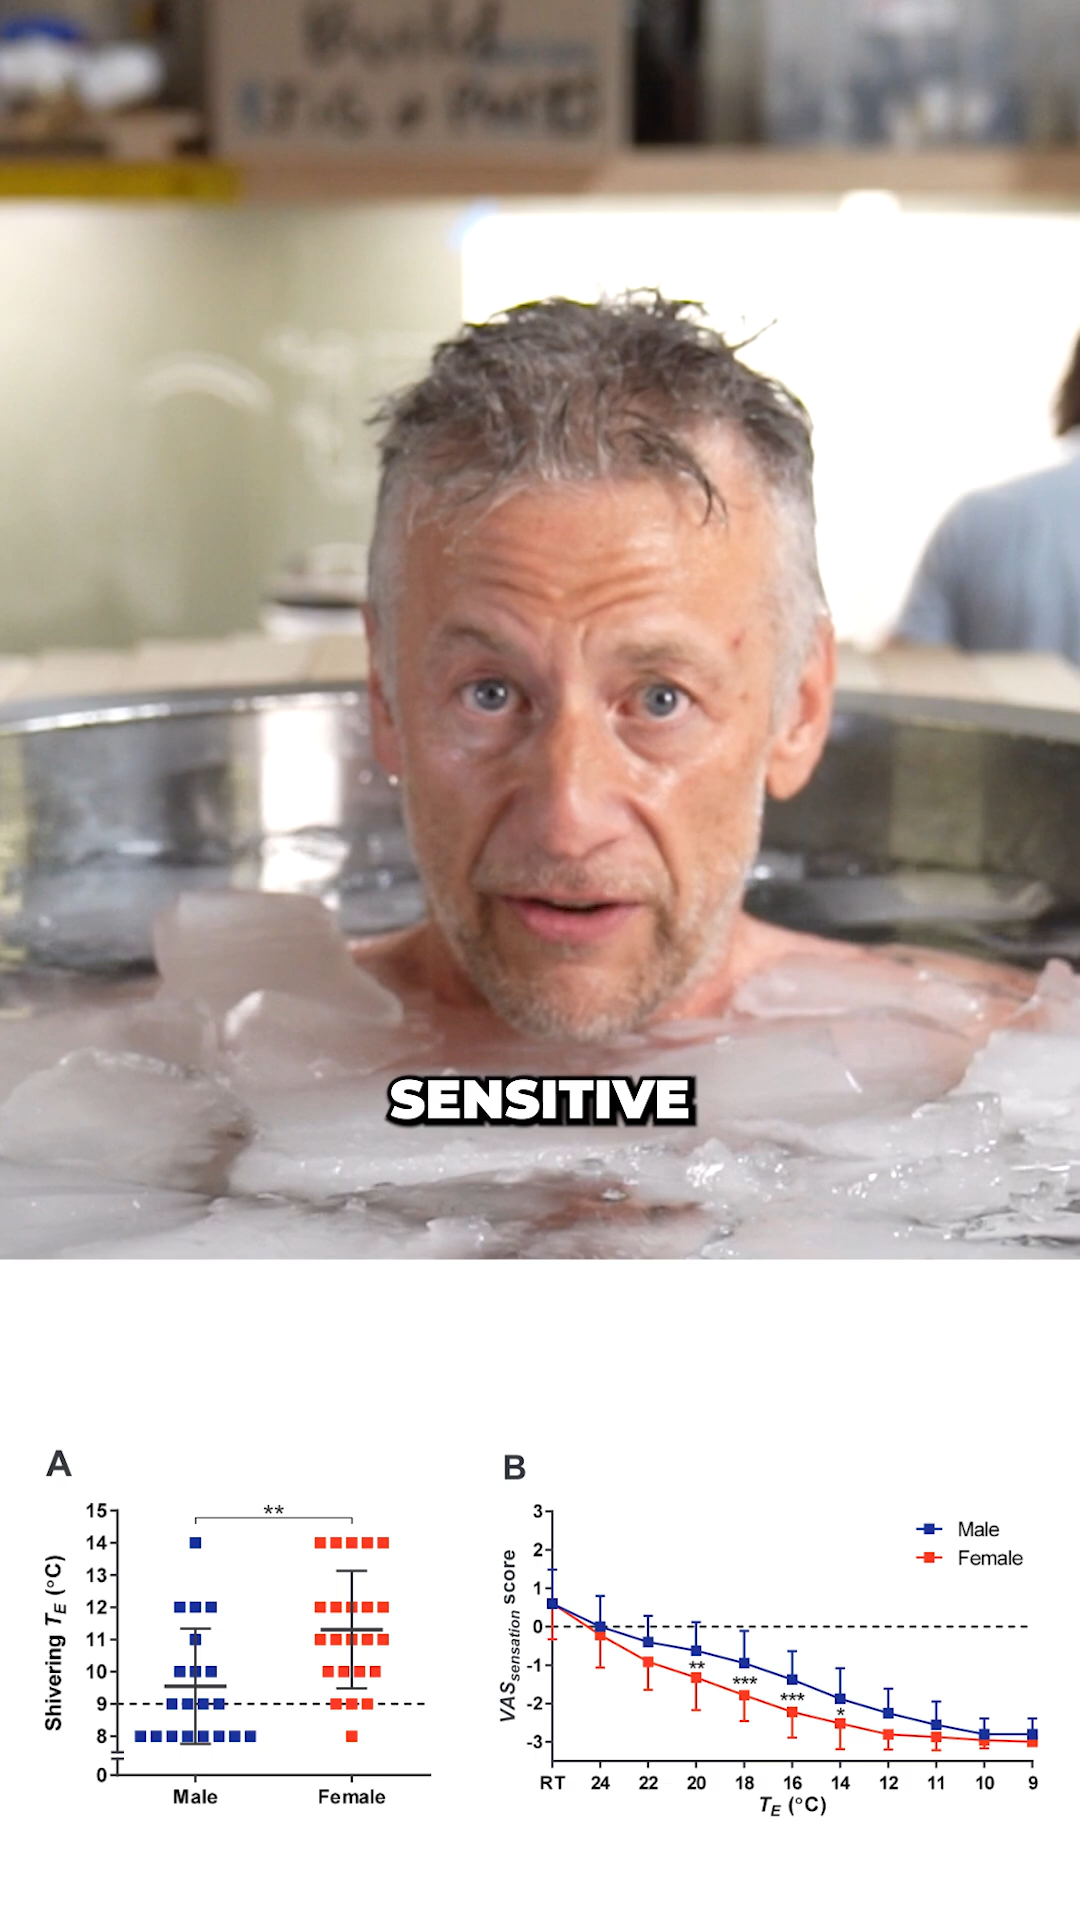 Build
SENSITIVE
A
**
15
14
13
12
11
10
9
8
0
Shivering TE (°C)
Male
Female
B
3
2
1
0
-1
-2
-3
VASsensation score
Male
Female
**
***
***
*
RT 24 22 20 18 16 14 12 11 10 9
TE (°C)